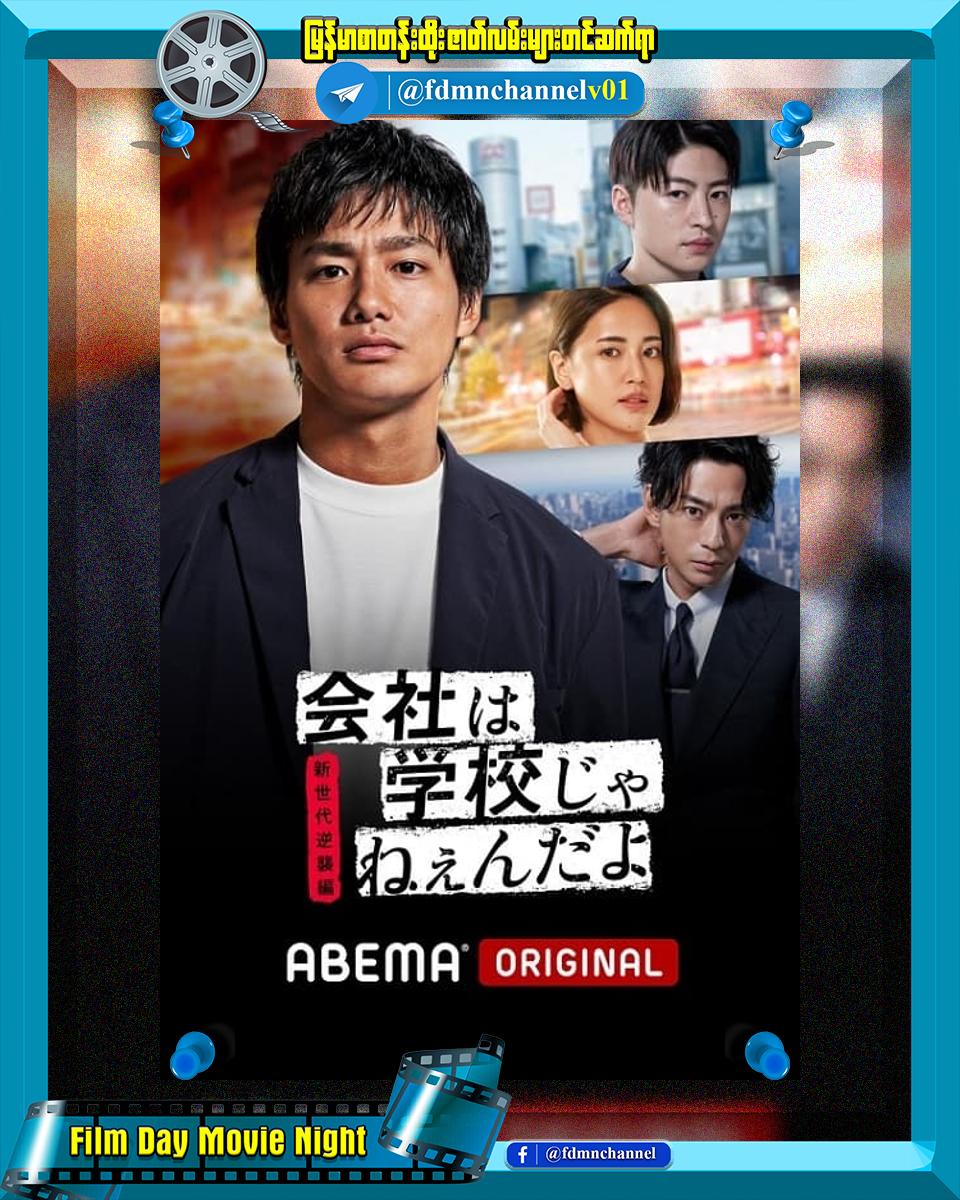 မြန်မာစာတန်းထိုးဇာတ်လမ်းများတင်ဆက်ရာ
@fdmnchannelv01
会社は
学校じゃ
ねぇんだよ
新世代逆襲編
ABEMA® ORIGINAL
Film Day Movie Night
@fdmnchannel